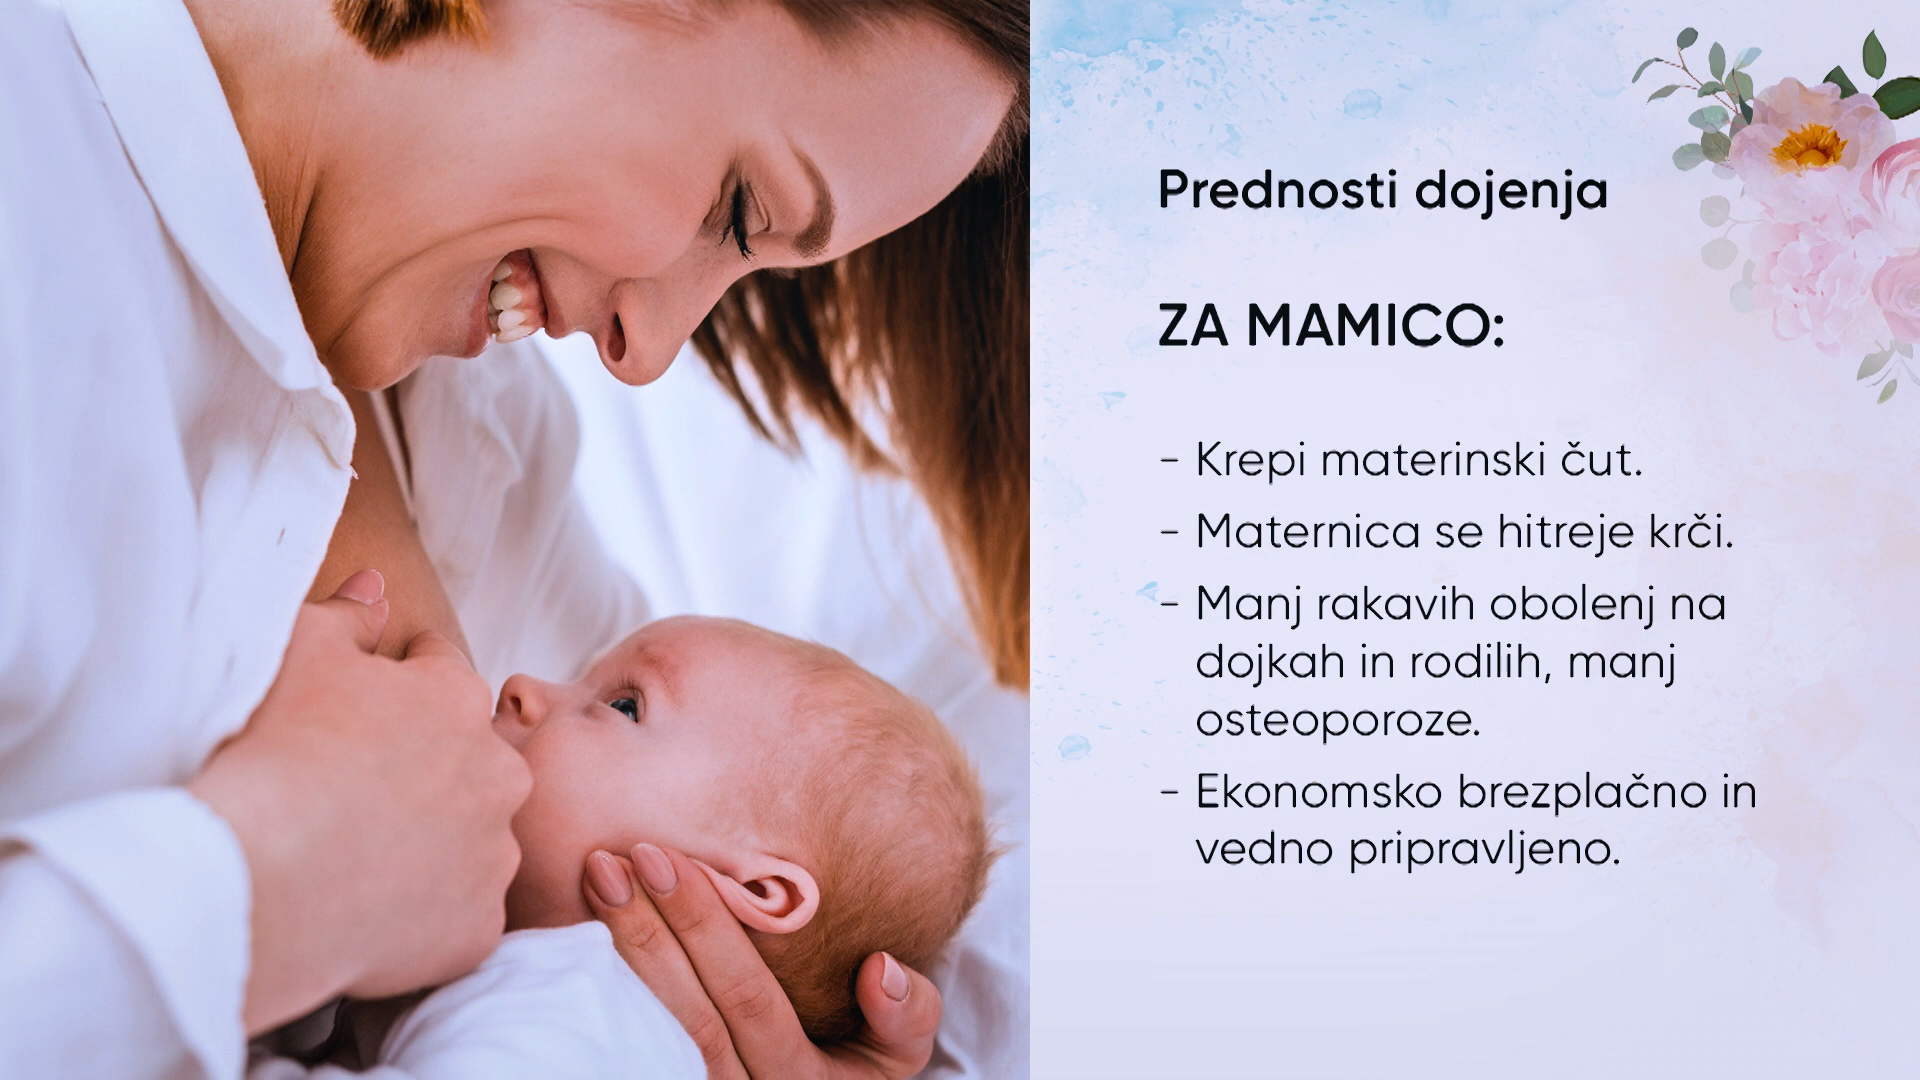 Prednosti dojenja
ZA MAMICO:
- Krepi materinski čut.
- Maternica se hitreje krči.
- Manj rakavih obolenj na
dojkah in rodilih, manj
osteoporoze.
- Ekonomsko brezplačno in
vedno pripravljeno.